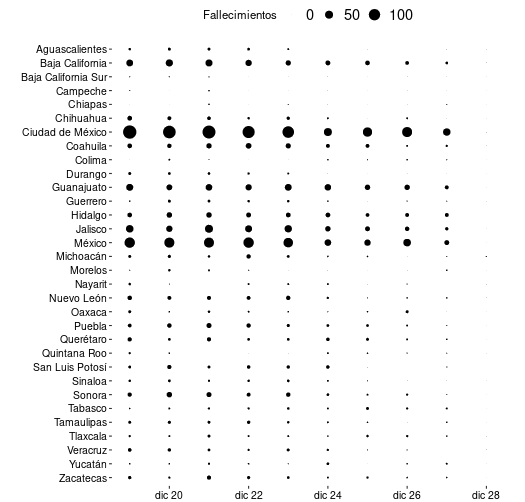 Fallecimientos 0 50 100
Aguascalientes
Baja California
Baja California Sur
Campeche
Chiapas
Chihuahua
Ciudad de México
Coahuila
Colima
Durango
Guanajuato
Guerrero
Hidalgo
Jalisco
México
Michoacán
Morelos
Nayarit
Nuevo León
Oaxaca
Puebla
Querétaro
Quintana Roo
San Luis Potosí
Sinaloa
Sonora
Tabasco
Tamaulipas
Tlaxcala
Veracruz
Yucatán
Zacatecas
dic 20 dic 22 dic 24 dic 26 dic 28